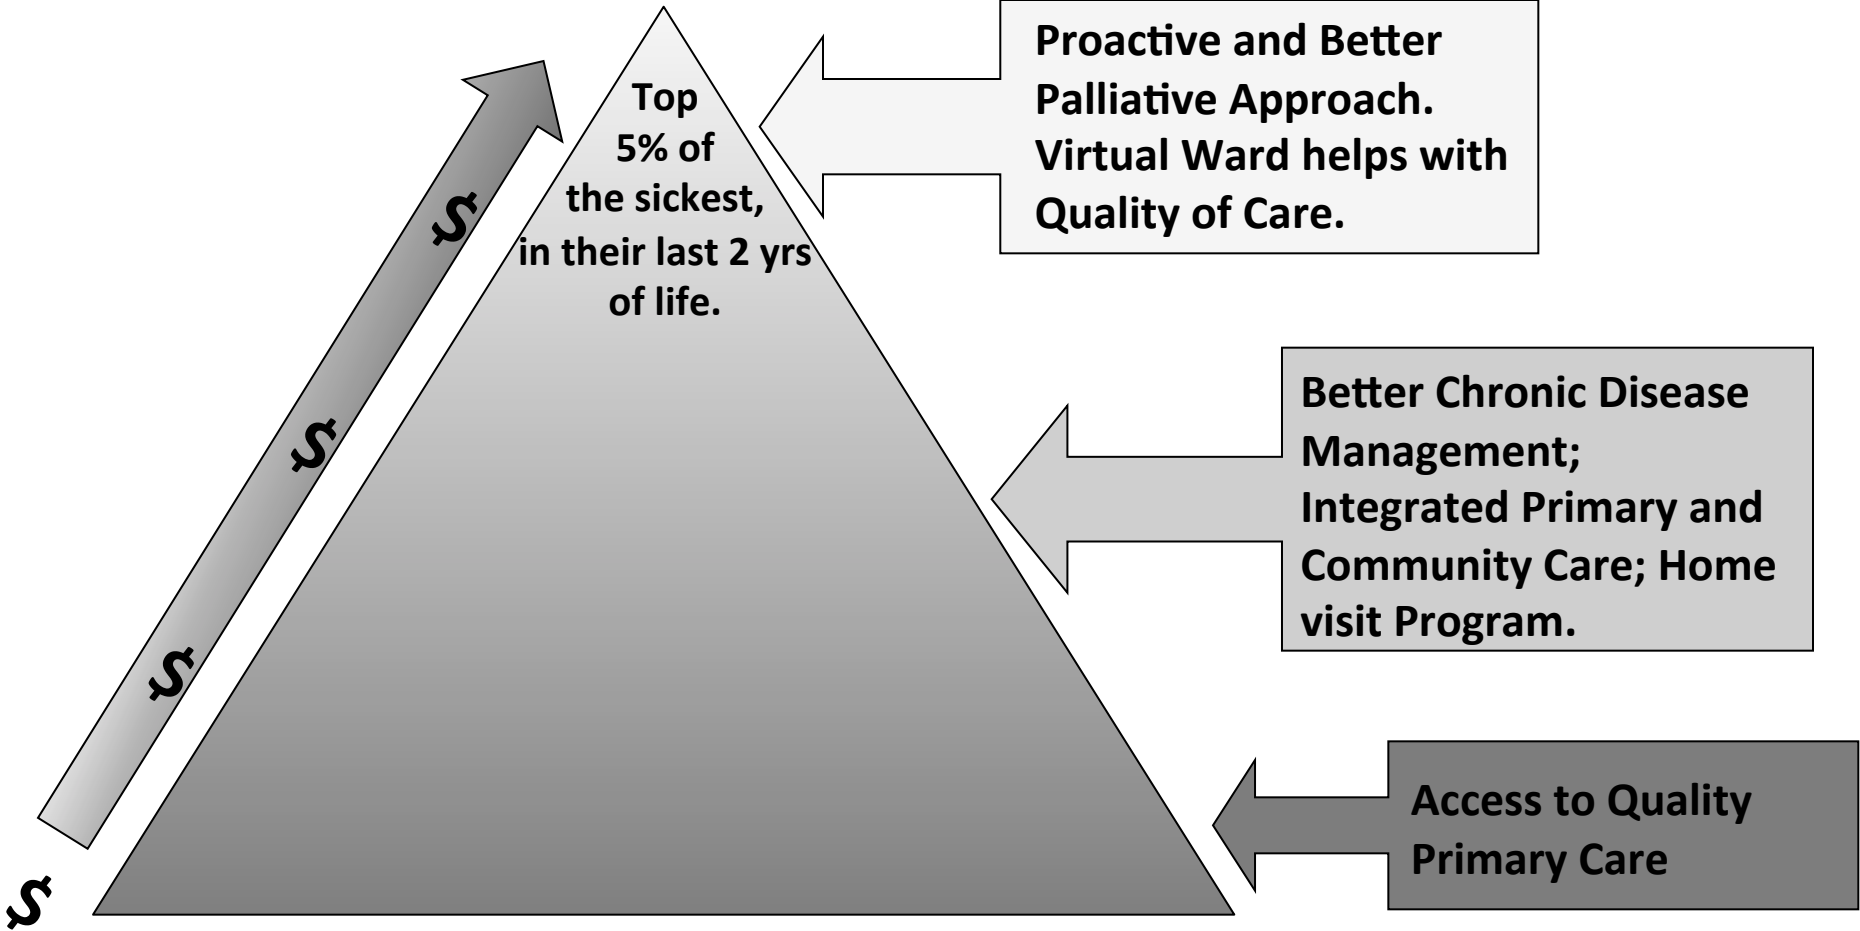 Top
5% of
the sickest,
in their last 2 yrs
of life.
Proactive and Better
Palliative Approach.
Virtual Ward helps with
Quality of Care.
Better Chronic Disease
Management;
Integrated Primary and
Community Care; Home
visit Program.
Access to Quality
Primary Care
$
$
$
$